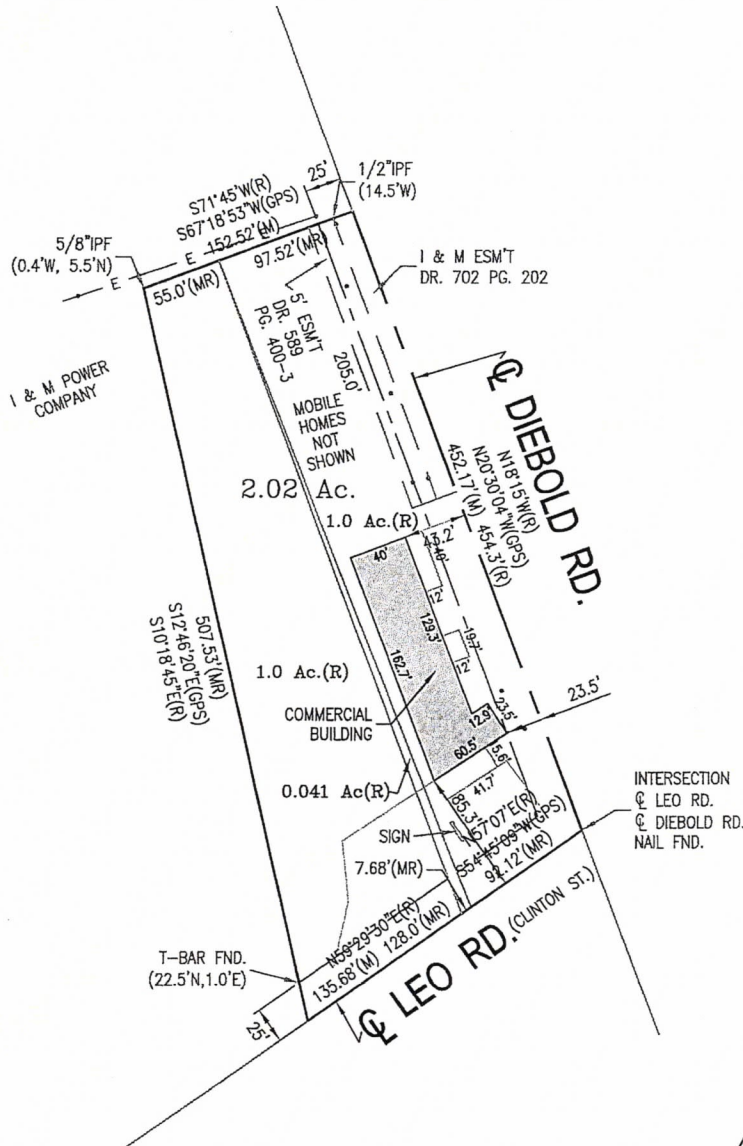 25'
1/2"IPF
(14.5'W)
S71°45'W(R)
S67°18'53"W(GPS)
152.52'(M)
E
E
E
97.52'(MR)
55.0'(MR)
5/8"IPF
(0.4'W, 5.5'N)
I & M ESM'T
DR. 702 PG. 202
5' ESM'T
DR. 589
PG. 400-3
205.0'
I & M POWER
COMPANY
MOBILE
HOMES
NOT
SHOWN
2.02 Ac.
1.0 Ac.(R)
℄ DIEBOLD RD.
N18°15'W(R)
N20°30'04"W(GPS)
452.17'(M) 454.3'(R)
43.2'
40'
12'
129.3'
19.7'
12'
162.7'
507.53'(MR)
S12°46'20"E(GPS)
S10°18'45"E(R)
1.0 Ac.(R)
COMMERCIAL
BUILDING
12.9'
23.5'
23.5'
60.5'
5.6'
0.041 Ac(R)
41.7'
85.3'
SIGN
N57°07'E(R)
S54°45'09"W(GPS)
92.12'(MR)
7.68'(MR)
INTERSECTION
℄ LEO RD.
℄ DIEBOLD RD.
NAIL FND.
N59°29'30"E(R)
135.68'(M) 128.0'(MR)
T-BAR FND.
(22.5'N,1.0'E)
25'
℄ LEO RD. (CLINTON ST.)